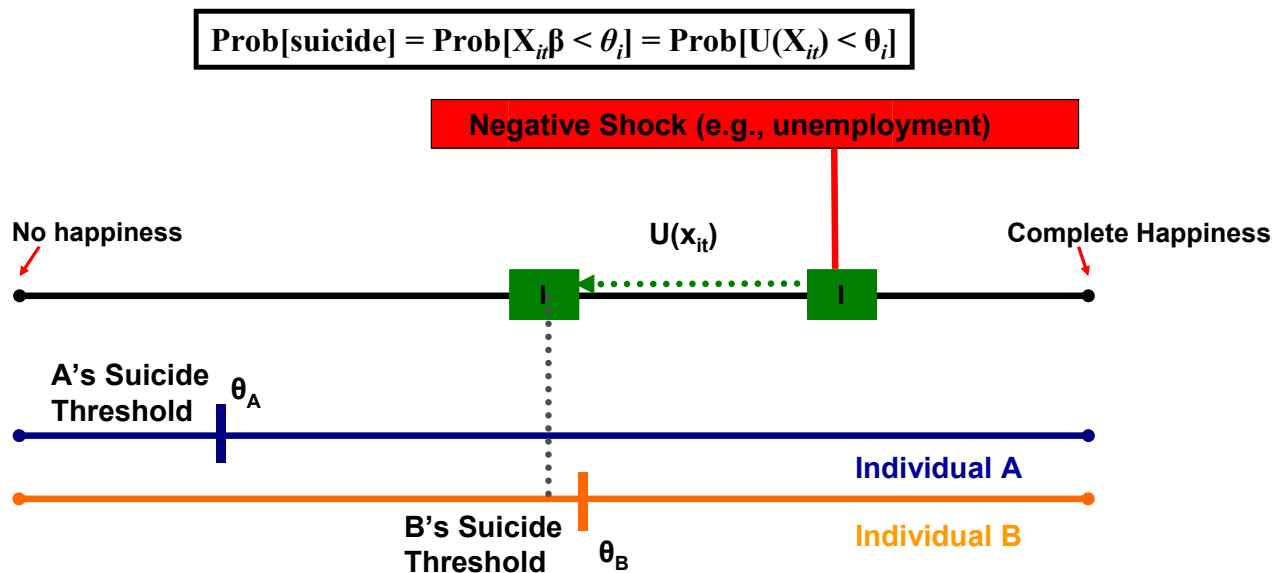 Prob[suicide] = Prob[X_itβ < θ_i] = Prob[U(X_it) < θ_i]
Negative Shock (e.g., unemployment)
No happiness
U(x_it)
Complete Happiness
I
I
A's Suicide
Threshold
θ_A
Individual A
B's Suicide
Threshold
θ_B
Individual B